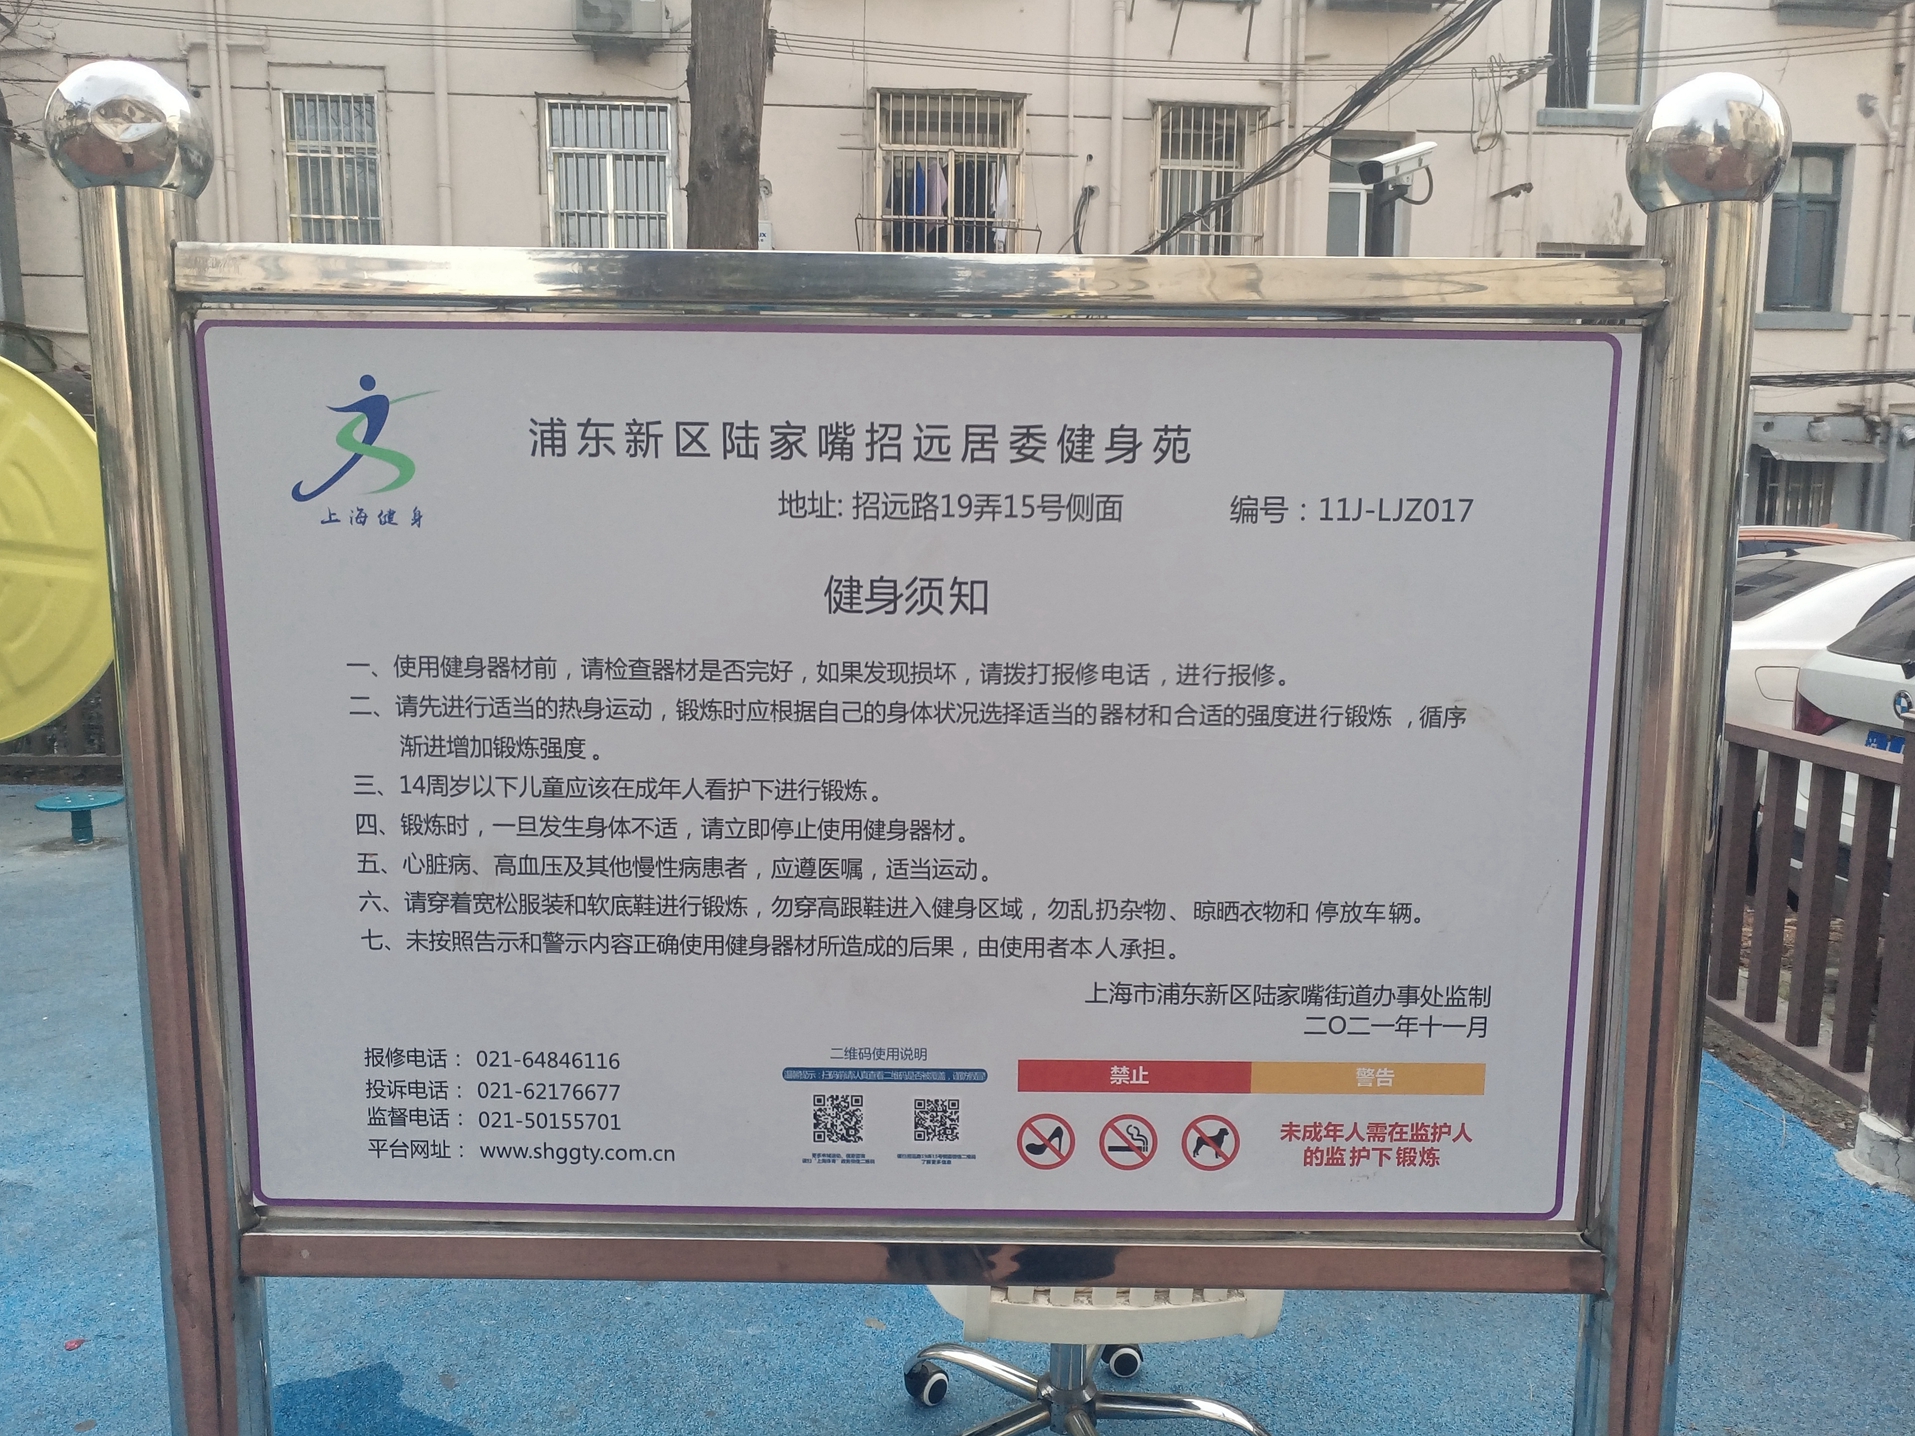 上海健身
浦东新区陆家嘴招远居委健身苑
地址: 招远路19弄15号侧面
编号：11J-LJZ017
健身须知
一、使用健身器材前，请检查器材是否完好，如果发现损坏，请拨打报修电话，进行报修。
二、请先进行适当的热身运动，锻炼时应根据自己的身体状况选择适当的器材和合适的强度进行锻炼，循序
渐进增加锻炼强度。
三、14周岁以下儿童应该在成年人看护下进行锻炼。
四、锻炼时，一旦发生身体不适，请立即停止使用健身器材。
五、心脏病、高血压及其他慢性病患者，应遵医嘱，适当运动。
六、请穿着宽松服装和软底鞋进行锻炼，勿穿高跟鞋进入健身区域，勿乱扔杂物、晾晒衣物和 停放车辆。
七、未按照告示和警示内容正确使用健身器材所造成的后果，由使用者本人承担。
上海市浦东新区陆家嘴街道办事处监制
二〇二一年十一月
报修电话： 021-64846116
投诉电话： 021-62176677
监督电话： 021-50155701
平台网址： www.shggty.com.cn
二维码使用说明
禁止
警告
未成年人需在监护人
的监护下锻炼